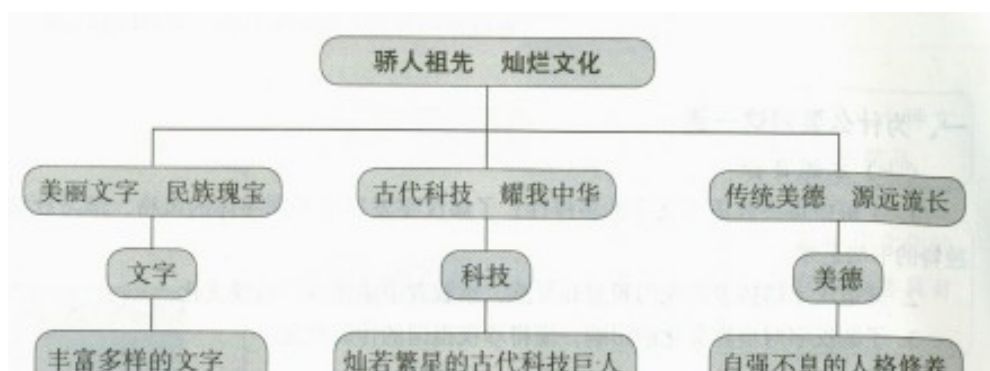 骄人祖先 灿烂文化
美丽文字 民族瑰宝
古代科技 耀我中华
传统美德 源远流长
文字
科技
美德
丰富多样的文字
灿若繁星的古代科技巨人
自强不息的人格修养